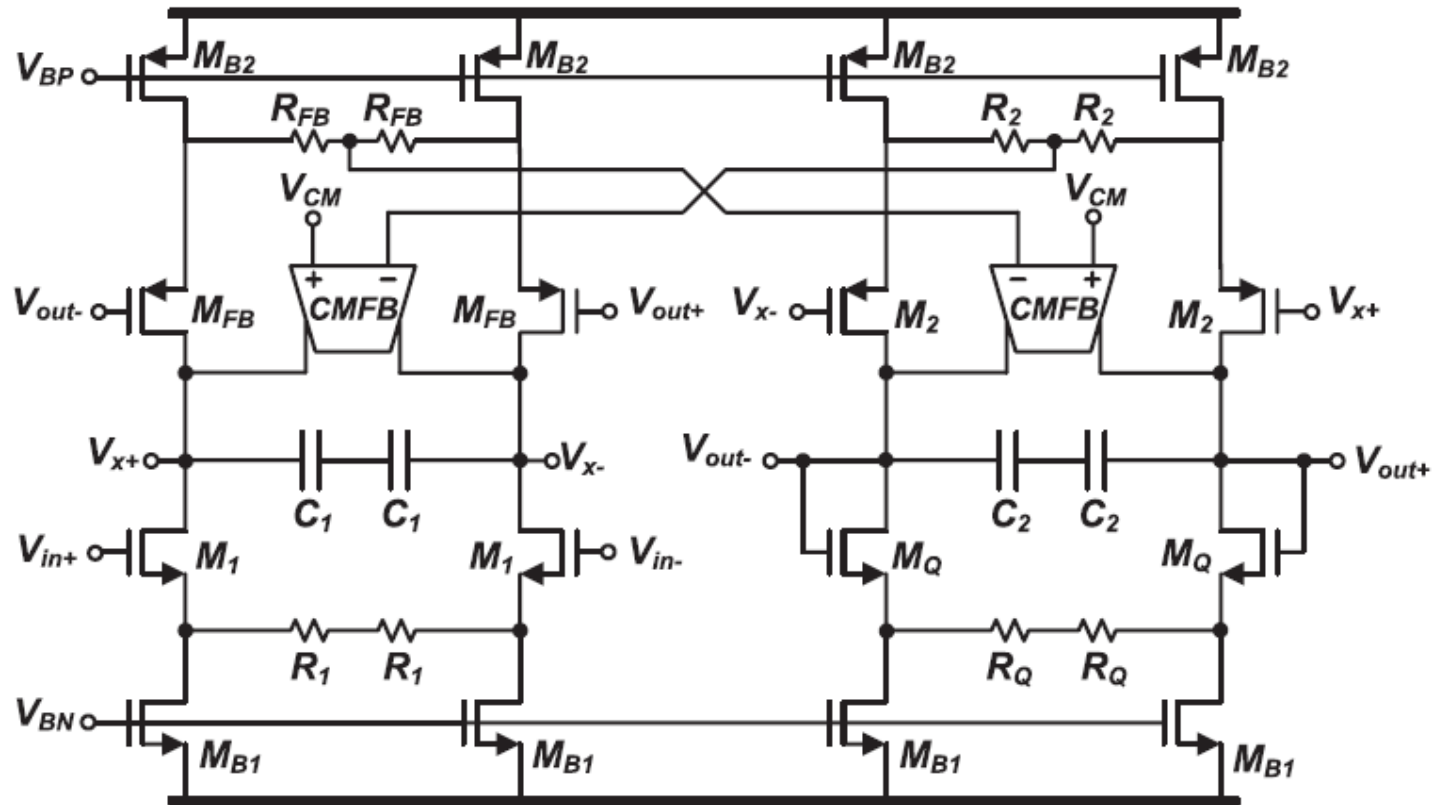 V_BP M_B2 M_B2 M_B2 M_B2
R_FB R_FB R_2 R_2
V_CM V_CM
+ − − +
V_out- M_FB CMFB M_FB V_out+ V_x- M_2 CMFB M_2 V_x+
V_x+ V_x- V_out- V_out+
C_1 C_1 C_2 C_2
V_in+ M_1 M_1 V_in- M_Q M_Q
R_1 R_1 R_Q R_Q
V_BN M_B1 M_B1 M_B1 M_B1